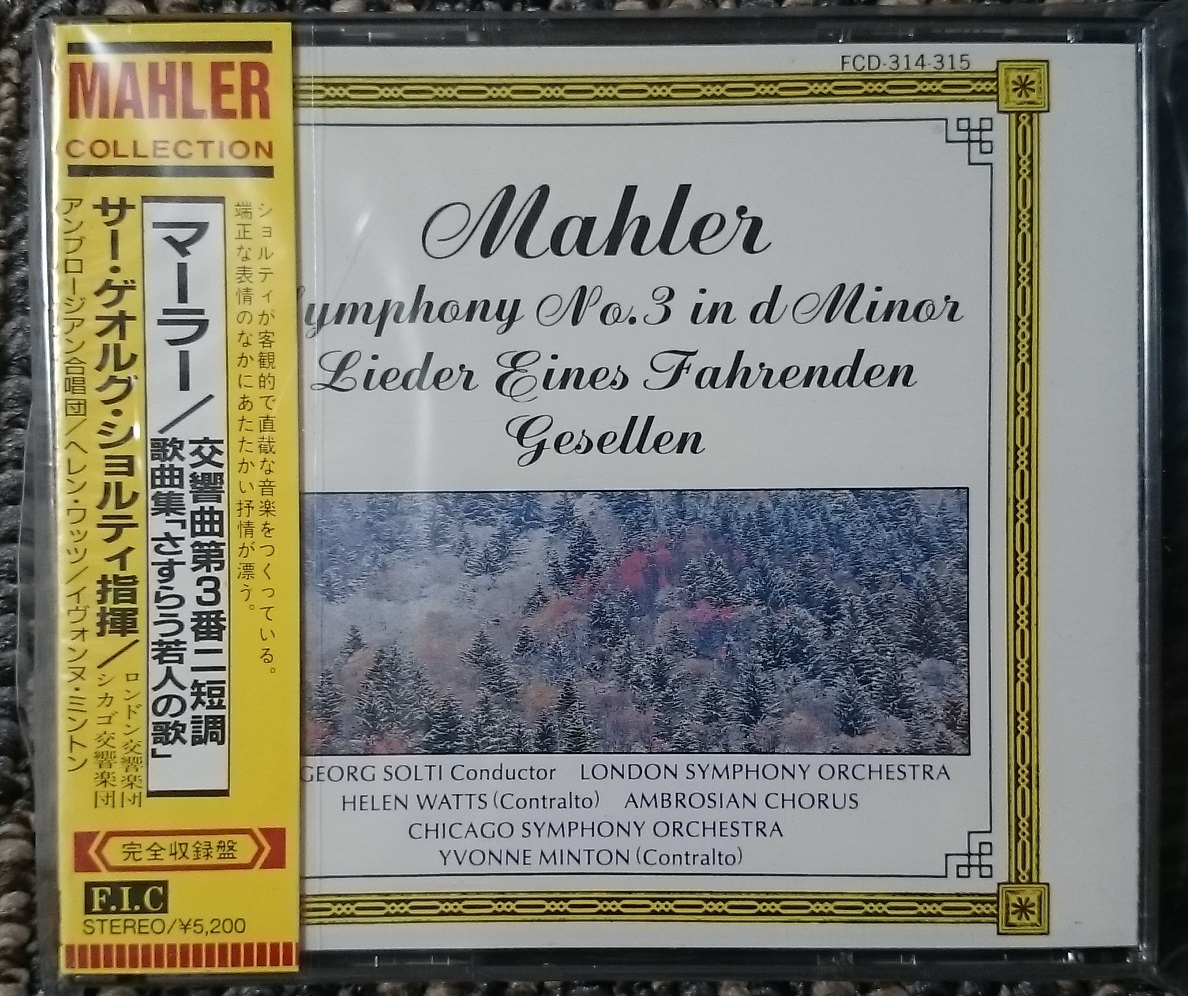 MAHLER
COLLECTION
ショルティが客観的で直截な音楽をつくっている。
端正な表情のなかにあたたかい抒情が漂う。
マーラー／交響曲第3番ニ短調
歌曲集「さすらう若人の歌」
サー・ゲオルグ・ショルティ指揮／ロンドン交響楽団
／シカゴ交響楽団
アンブロージアン合唱団／ヘレン・ワッツ／イヴォンヌ・ミントン
完全収録盤
F.I.C
STEREO/¥5,200
FCD-314-315
Mahler
Symphony No.3 in d Minor
Lieder Eines Fahrenden
Gesellen
GEORG SOLTI Conductor LONDON SYMPHONY ORCHESTRA
HELEN WATTS (Contralto) AMBROSIAN CHORUS
CHICAGO SYMPHONY ORCHESTRA
YVONNE MINTON (Contralto)